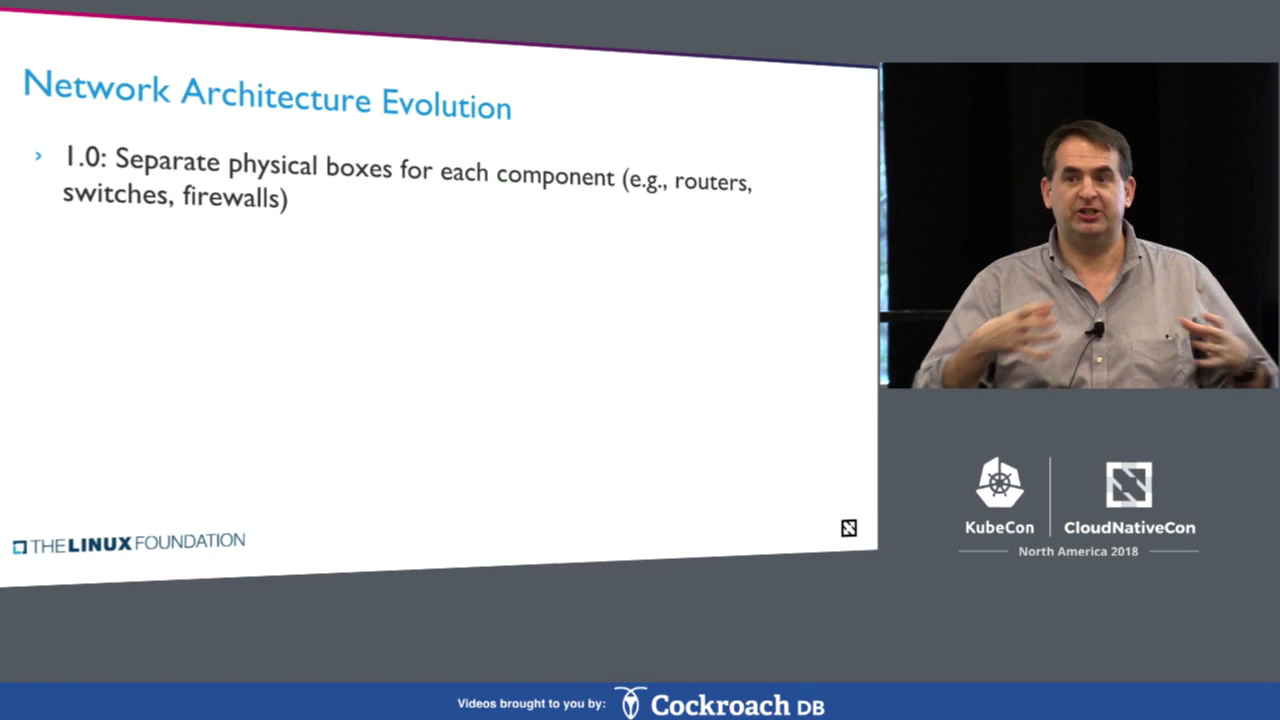 Network Architecture Evolution
› 1.0: Separate physical boxes for each component (e.g., routers,
switches, firewalls)
THE LINUX FOUNDATION
KubeCon
CloudNativeCon
North America 2018
Videos brought to you by:
Cockroach DB